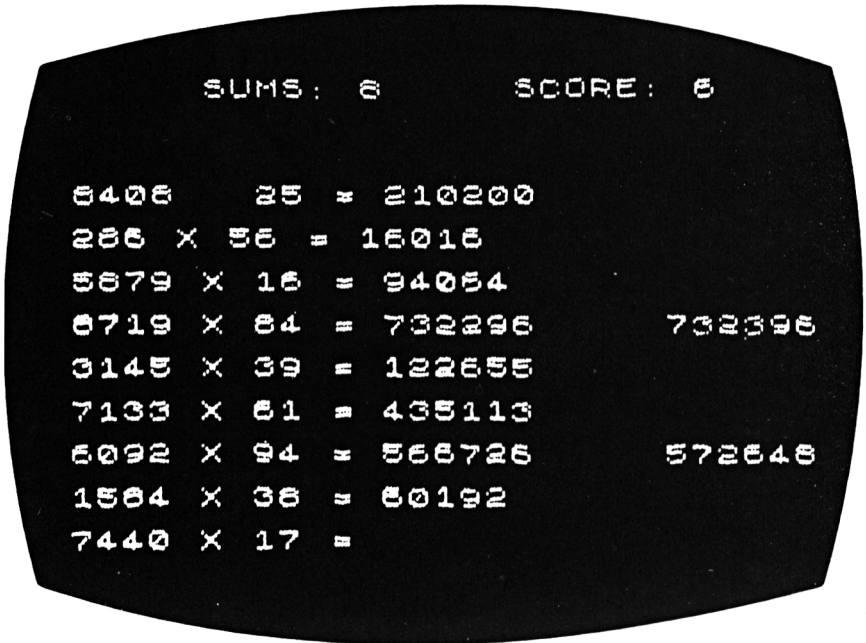 SUMS: 8 SCORE: 6
8408 25 = 210200
286 × 56 = 16016
5879 × 16 = 94064
8719 × 84 = 732296 732396
3145 × 39 = 122655
7133 × 61 = 435113
6092 × 94 = 566726 572648
1584 × 38 = 60192
7440 × 17 =